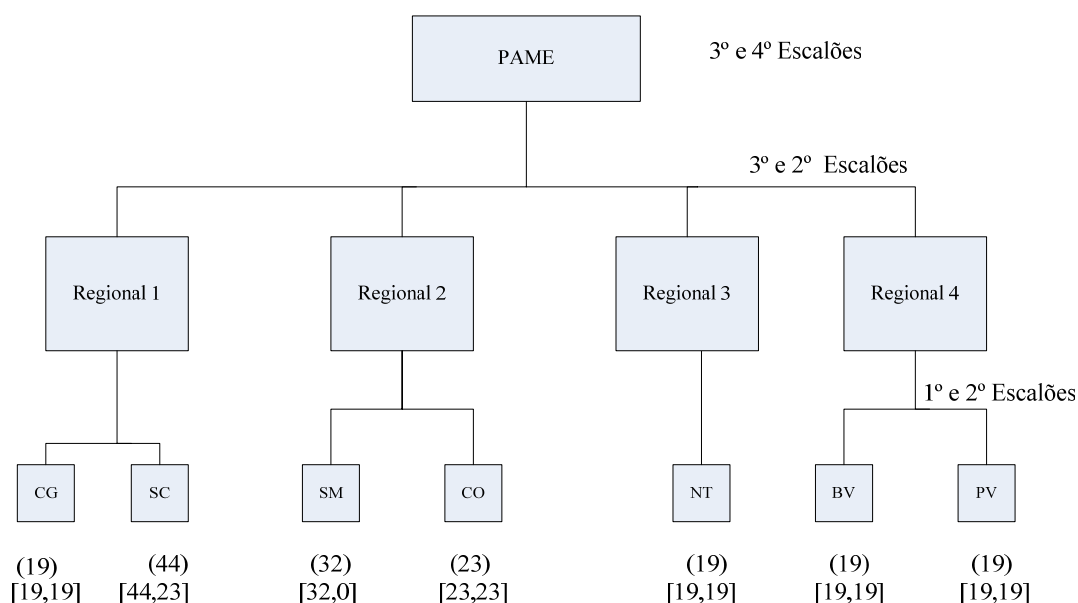 PAME
3º e 4º Escalões
3º e 2º Escalões
Regional 1
Regional 2
Regional 3
Regional 4
1º e 2º Escalões
CG
SC
SM
CO
NT
BV
PV
(19)
(44)
(32)
(23)
(19)
(19)
(19)
[19,19]
[44,23]
[32,0]
[23,23]
[19,19]
[19,19]
[19,19]